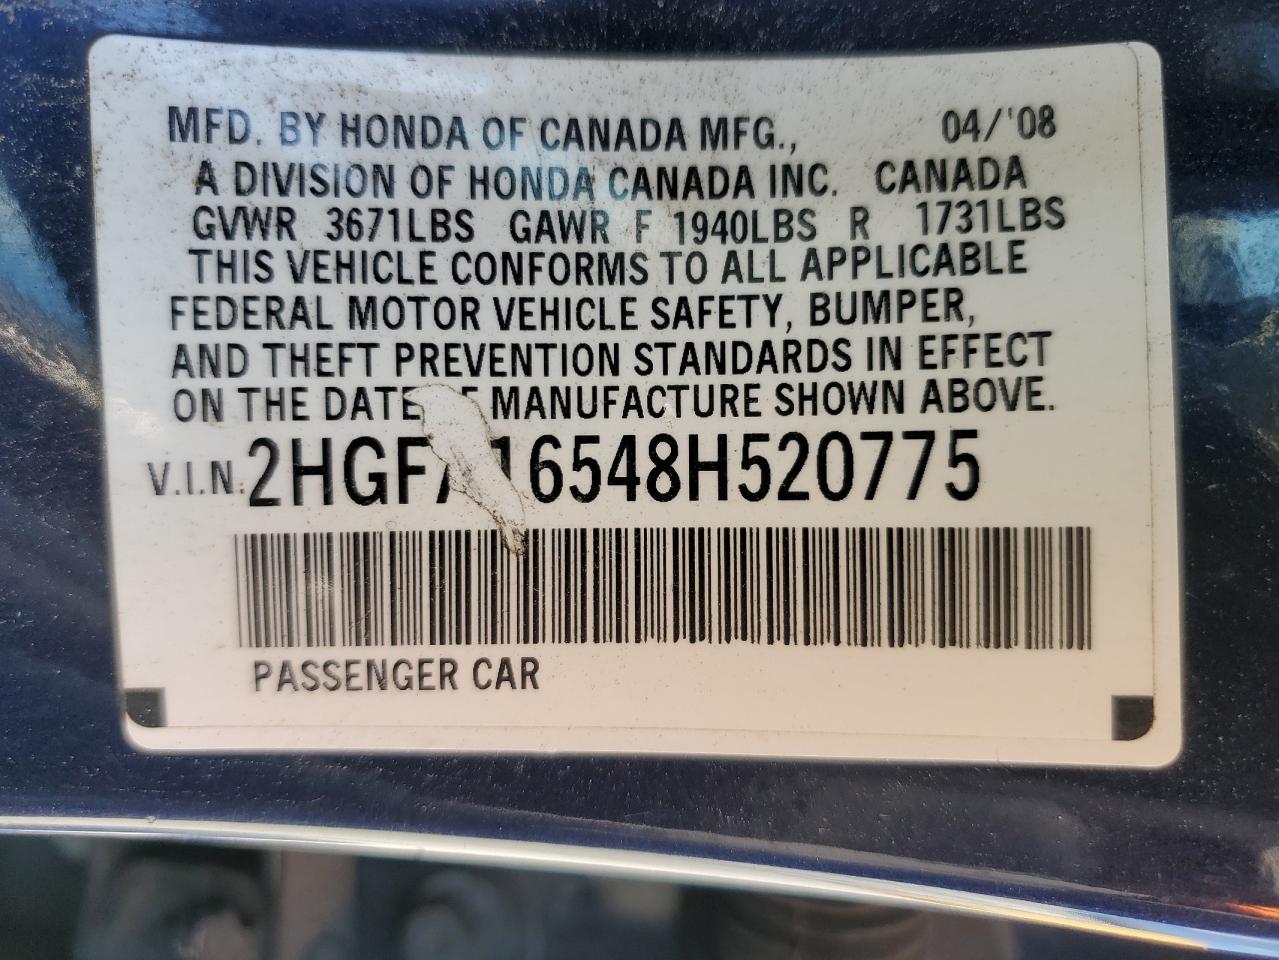 MFD. BY HONDA OF CANADA MFG., 04/'08
A DIVISION OF HONDA CANADA INC. CANADA
GVWR 3671LBS GAWR F 1940LBS R 1731LBS
THIS VEHICLE CONFORMS TO ALL APPLICABLE
FEDERAL MOTOR VEHICLE SAFETY, BUMPER,
AND THEFT PREVENTION STANDARDS IN EFFECT
ON THE DATE OF MANUFACTURE SHOWN ABOVE.
V.I.N. 2HGFA16548H520775
PASSENGER CAR